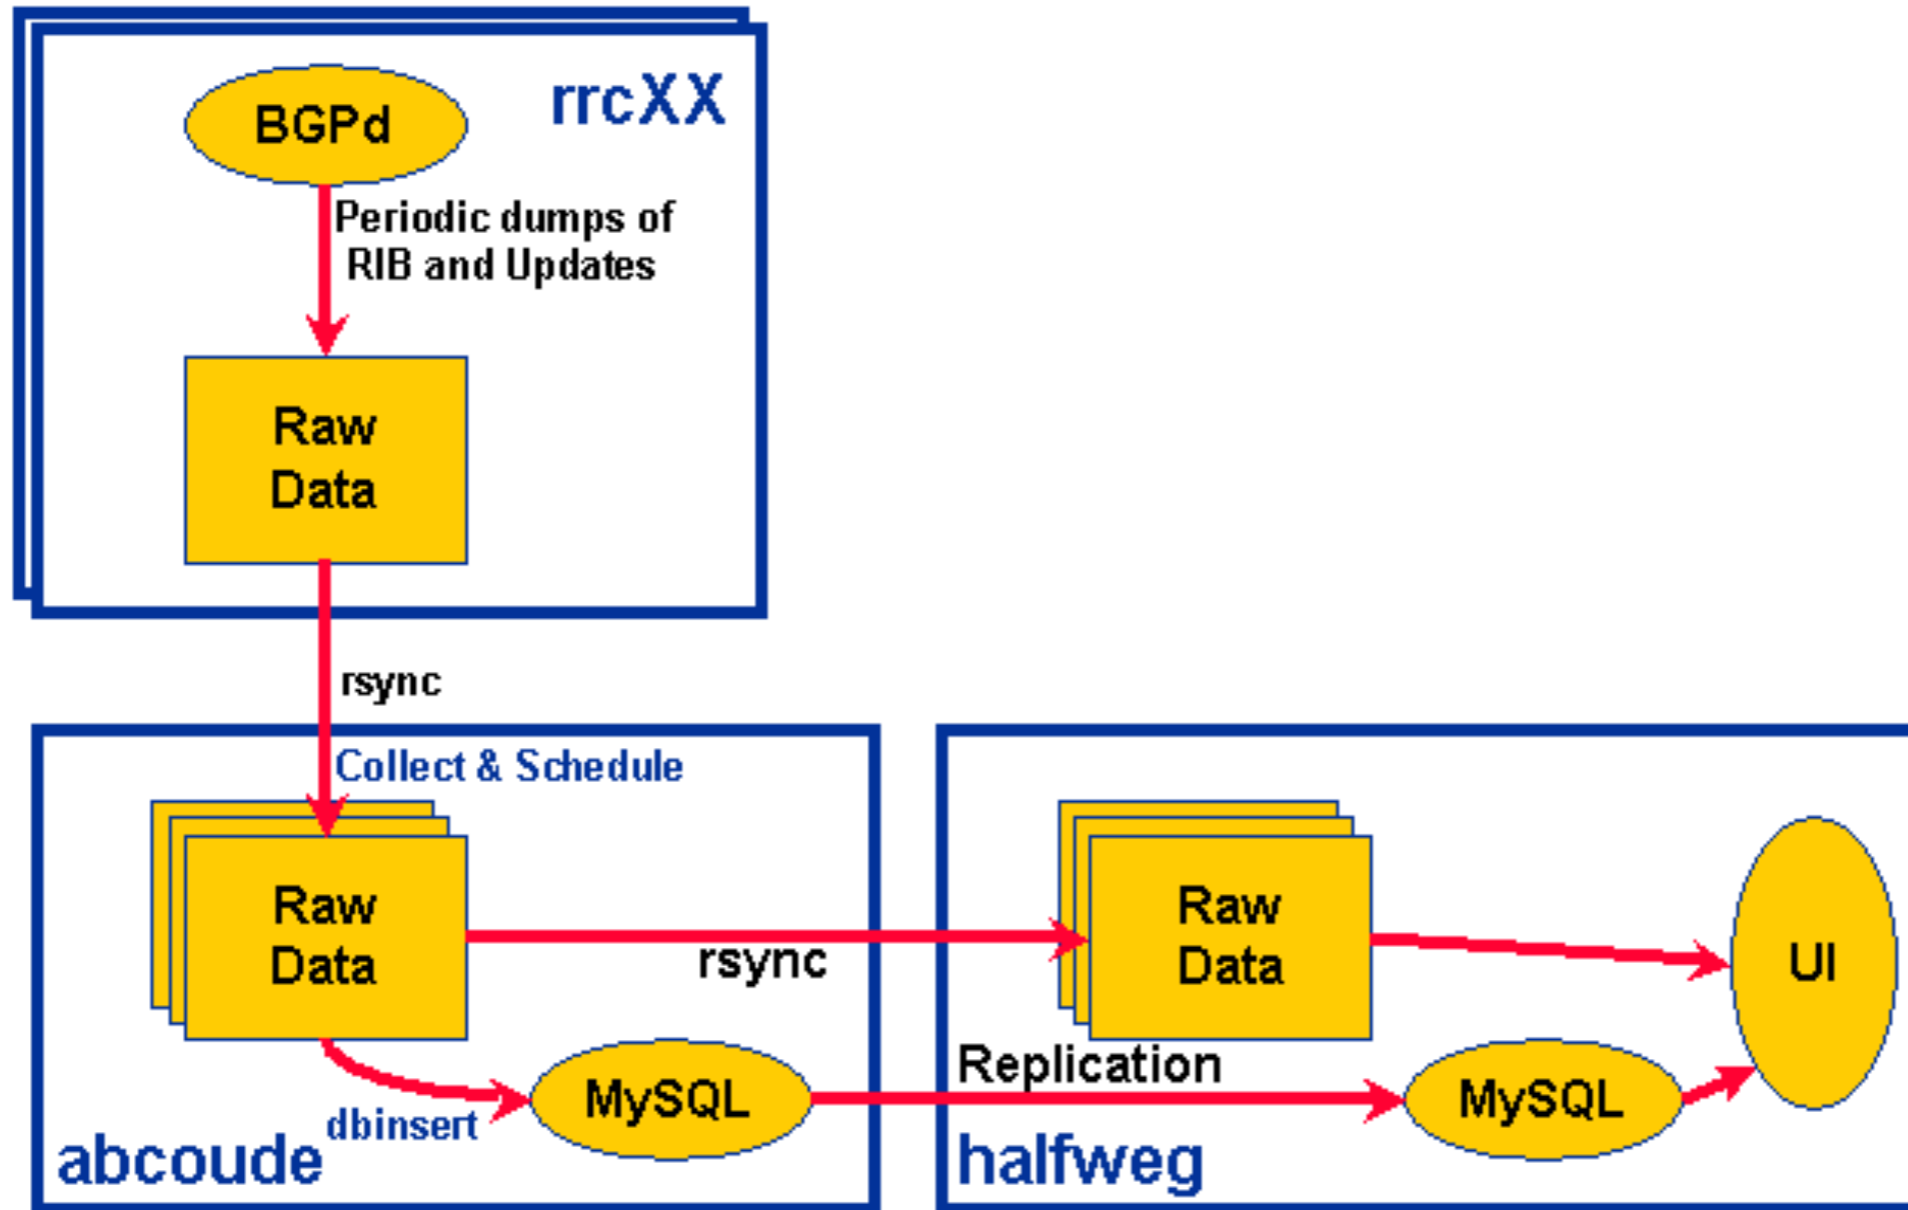 rrcXX
BGPd
Periodic dumps of
RIB and Updates
Raw
Data
rsync
Collect & Schedule
Raw
Data
rsync
dbinsert
MySQL
abcoude
Raw
Data
UI
Replication
MySQL
halfweg